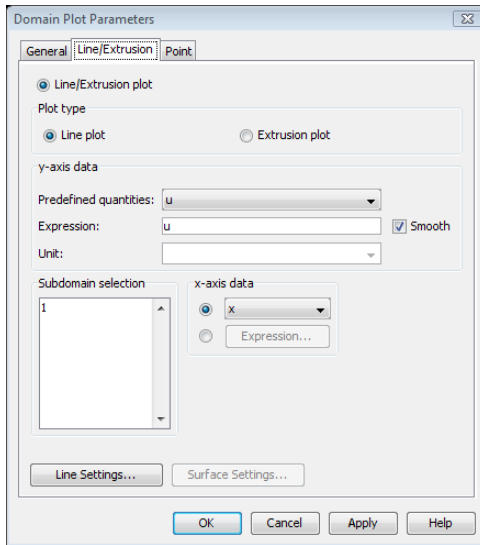 Domain Plot Parameters
General Line/Extrusion Point
Line/Extrusion plot
Plot type
Line plot Extrusion plot
y-axis data
Predefined quantities: u
Expression: u Smooth
Unit:
Subdomain selection x-axis data
1 x
Expression...
Line Settings... Surface Settings...
OK Cancel Apply Help